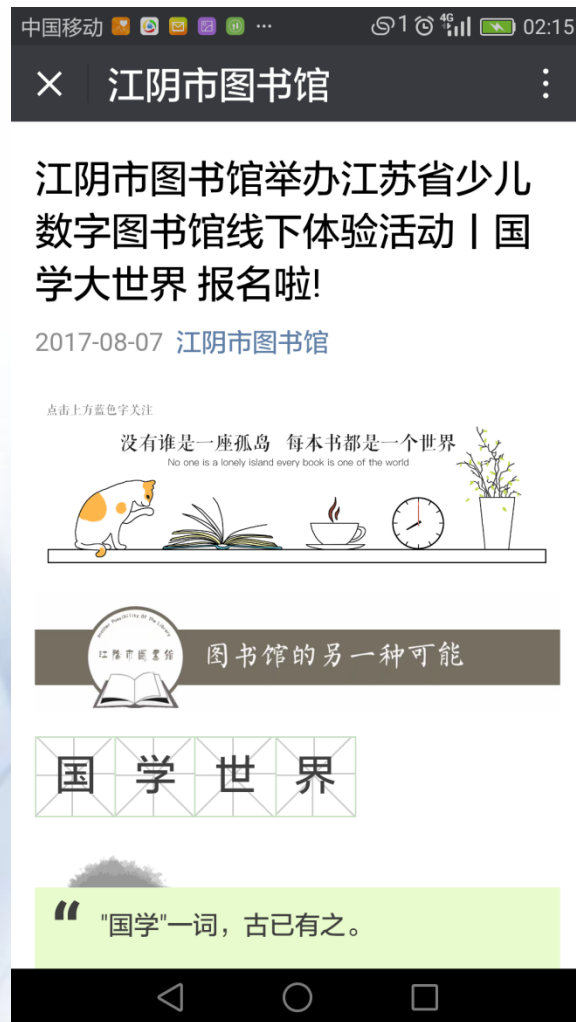 中国移动 ... 1 4G 02:15
× 江阴市图书馆
江阴市图书馆举办江苏省少儿
数字图书馆线下体验活动丨国
学大世界 报名啦!
2017-08-07 江阴市图书馆
点击上方蓝色字关注
没有谁是一座孤岛 每本书都是一个世界
No one is a lonely island every book is one of the world
Another Possibility Of the Library
江阴市图书馆
图书馆的另一种可能
国学世界
“ "国学"一词，古已有之。